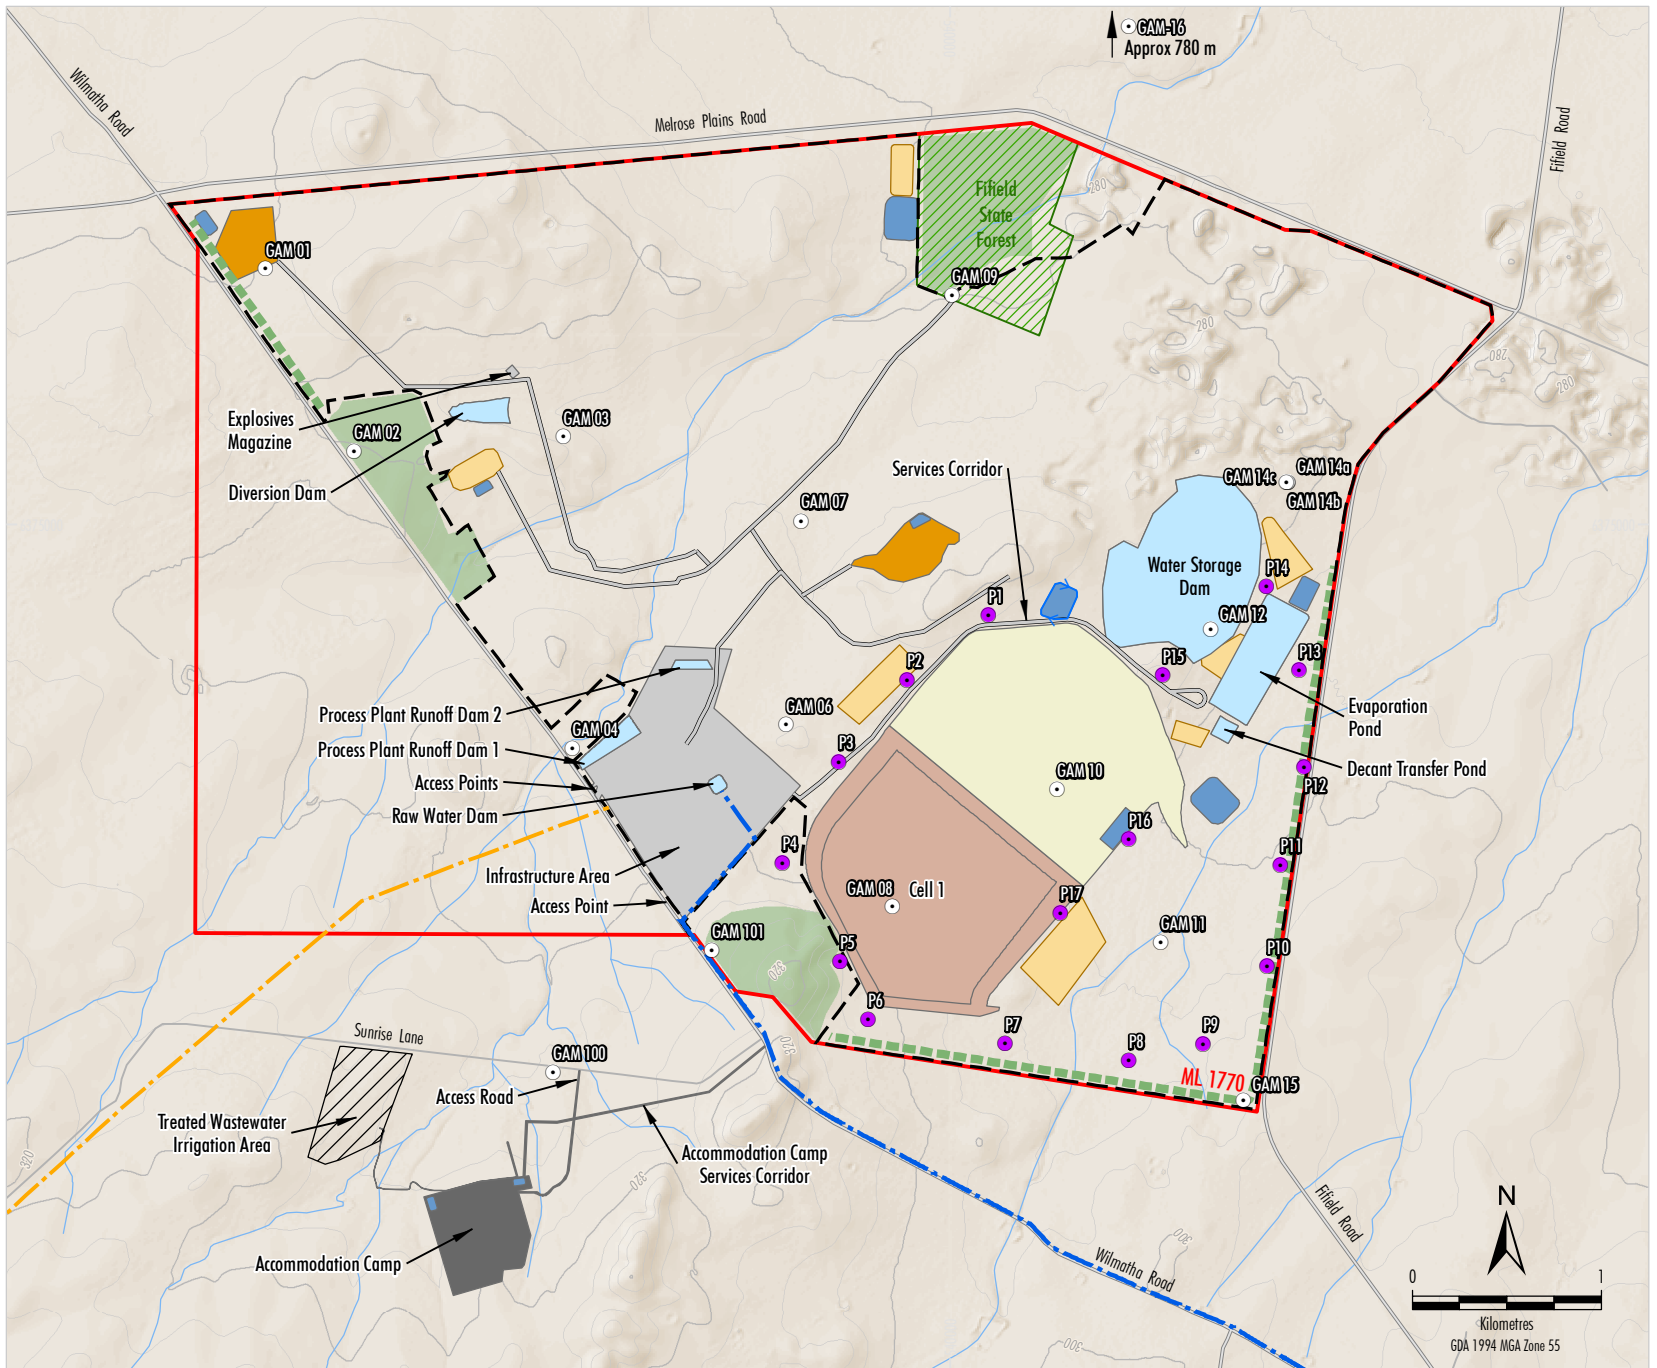 GAM-16
Approx 780 m
Wilmatha Road
Melrose Plains Road
Fifield Road
280
Fifield
State
Forest
GAM 01
GAM 09
280
280
280
Explosives
Magazine
GAM 02
GAM 03
Diversion Dam
Services Corridor
GAM 07
GAM 14c
GAM 14a
GAM 14b
Water Storage
Dam
P14
P1
GAM 12
P2
P15
P13
Process Plant Runoff Dam 2
GAM 06
Evaporation
Pond
Process Plant Runoff Dam 1
GAM 04
P3
Access Points
GAM 10
Decant Transfer Pond
P12
Raw Water Dam
P4
P16
P11
Infrastructure Area
GAM 08
Cell 1
P17
Access Point
GAM 101
GAM 11
P5
P10
320
P6
P7
P8
P9
320
Sunrise Lane
GAM 100
ML 1770
GAM 15
Access Road
Treated Wastewater
Irrigation Area
Accommodation Camp
Services Corridor
320
320
Accommodation Camp
Fifield Road
300
Wilmatha Road
300
N
0 1
Kilometres
GDA 1994 MGA Zone 55